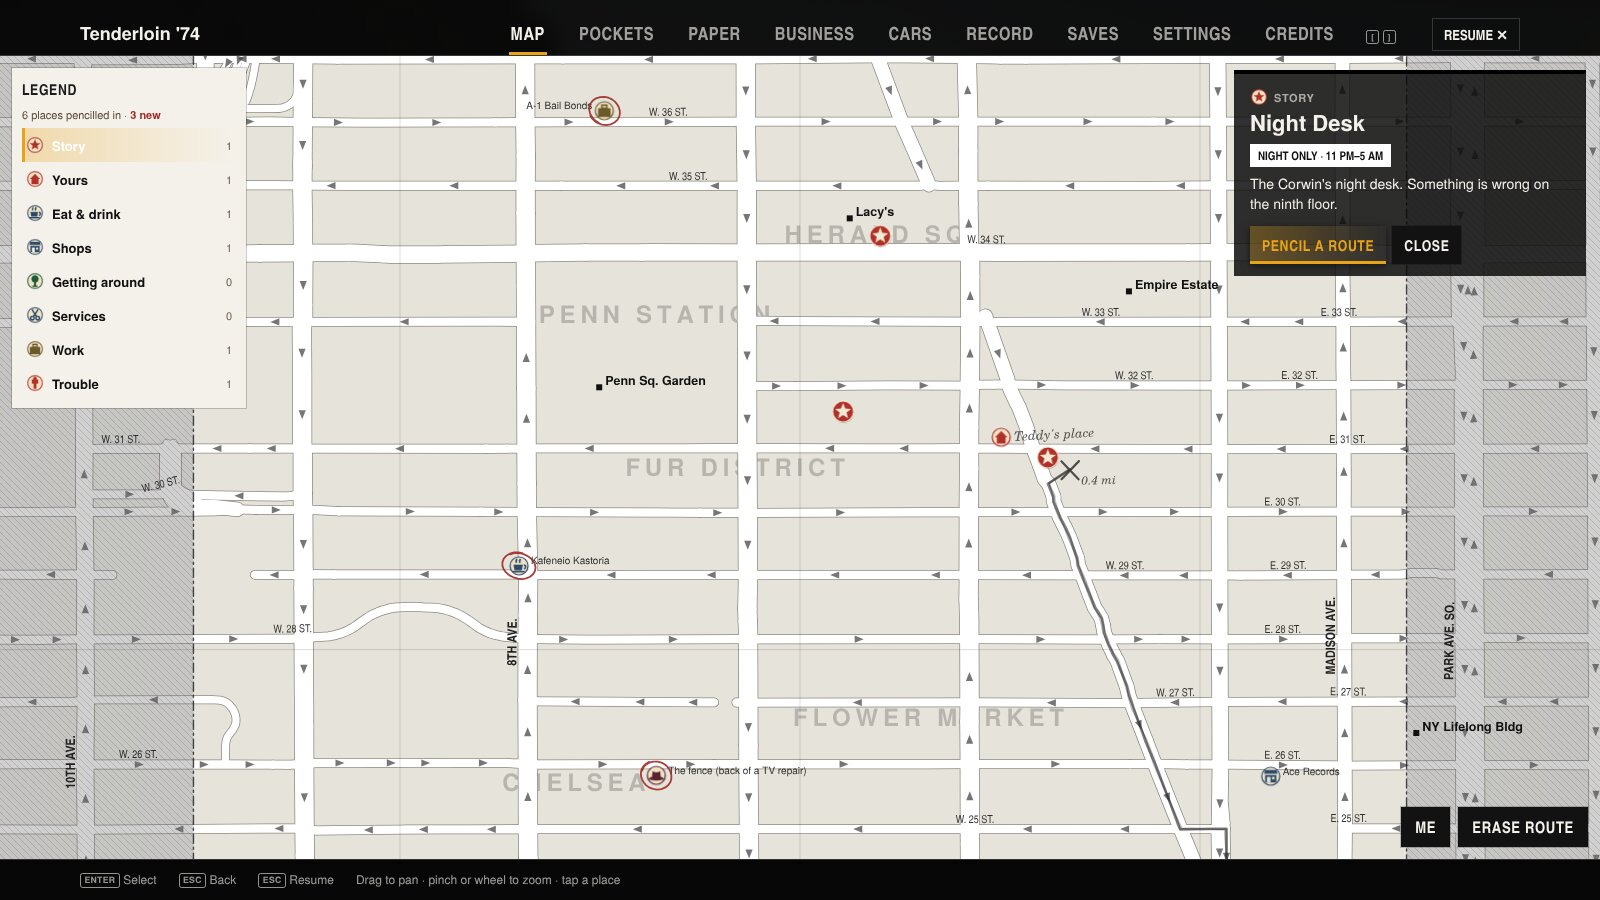 Tenderloin '74
MAP
POCKETS
PAPER
BUSINESS
CARS
RECORD
SAVES
SETTINGS
CREDITS
[ ]
RESUME ✕
LEGEND
6 places pencilled in · 3 new
Story 1
Yours 1
Eat & drink 1
Shops 1
Getting around 0
Services 0
Work 1
Trouble 1
STORY
Night Desk
NIGHT ONLY · 11 PM–5 AM
The Corwin's night desk. Something is wrong on
the ninth floor.
PENCIL A ROUTE
CLOSE
A-1 Bail Bonds
W. 36 ST.
W. 35 ST.
Lacy's
HERALD SQ
W. 34 ST.
Empire Estate
PENN STATION
W. 33 ST.
E. 33 ST.
Penn Sq. Garden
W. 32 ST.
E. 32 ST.
W. 31 ST.
Teddy's place
E. 31 ST.
FUR DISTRICT
0.4 mi
W. 30 ST.
E. 30 ST.
Kafeneio Kastoria
W. 29 ST.
E. 29 ST.
W. 28 ST.
8TH AVE.
E. 28 ST.
MADISON AVE.
PARK AVE. SO.
W. 27 ST.
E. 27 ST.
FLOWER MARKET
NY Lifelong Bldg
10TH AVE.
W. 26 ST.
E. 26 ST.
CHELSEA
The fence (back of a TV repair)
Ace Records
W. 25 ST.
E. 25 ST.
ME
ERASE ROUTE
ENTER Select
ESC Back
ESC Resume
Drag to pan · pinch or wheel to zoom · tap a place